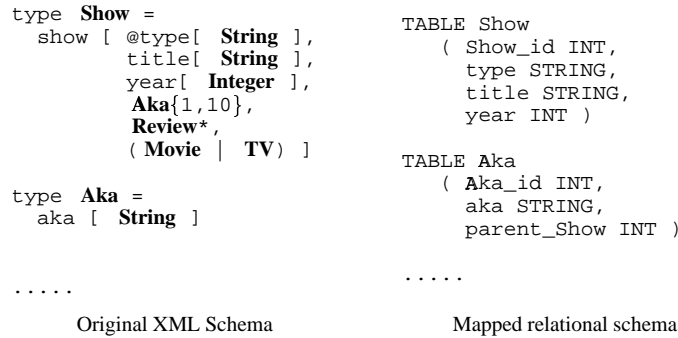 type Show =
show [ @type[ String ],
title[ String ],
year[ Integer ],
Aka{1,10},
Review*,
( Movie | TV) ]
type Aka =
aka [ String ]
.....
Original XML Schema
TABLE Show
( Show_id INT,
type STRING,
title STRING,
year INT )
TABLE Aka
( Aka_id INT,
aka STRING,
parent_Show INT )
.....
Mapped relational schema